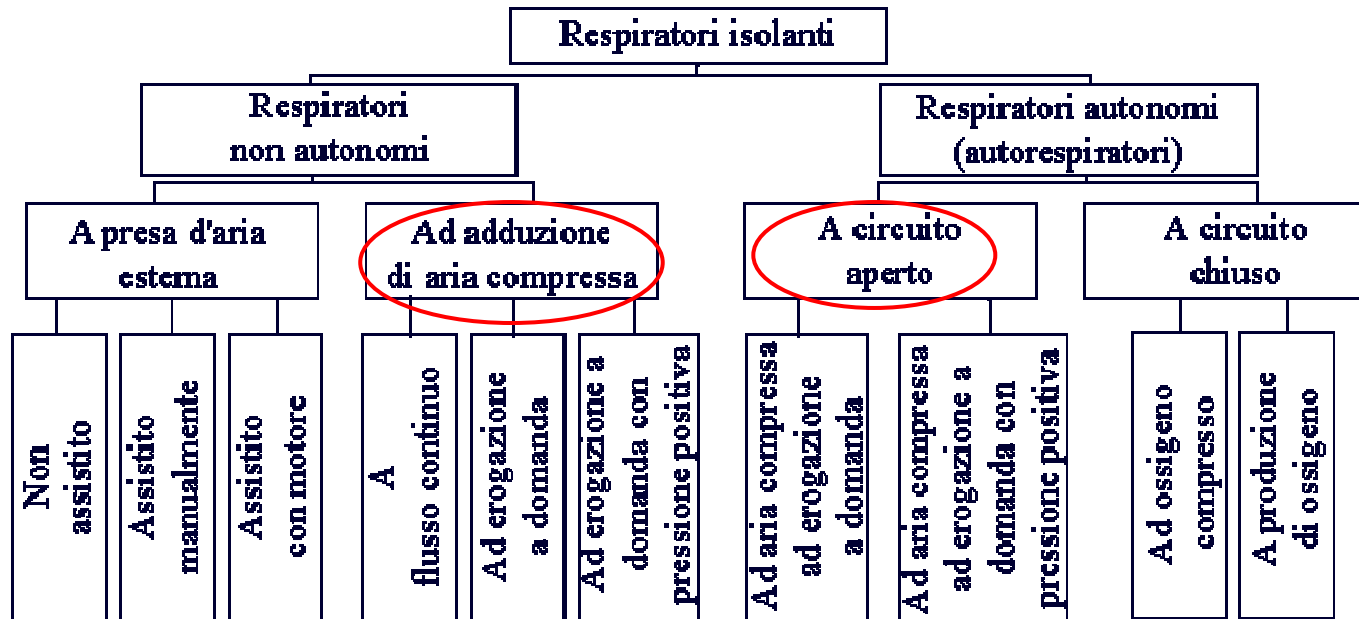 Respiratori isolanti
Respiratori
non autonomi
Respiratori autonomi
(autorespiratori)
A presa d'aria
esterna
Ad adduzione
di aria compressa
A circuito
aperto
A circuito
chiuso
Non
assistito
Assistito
manualmente
Assistito
con motore
A
flusso continuo
Ad erogazione
a domanda
Ad erogazione a
domanda con
pressione positiva
Ad aria compressa
ad erogazione
a domanda
Ad aria compressa
ad erogazione a
domanda con
pressione positiva
Ad ossigeno
compresso
A produzione
di ossigeno